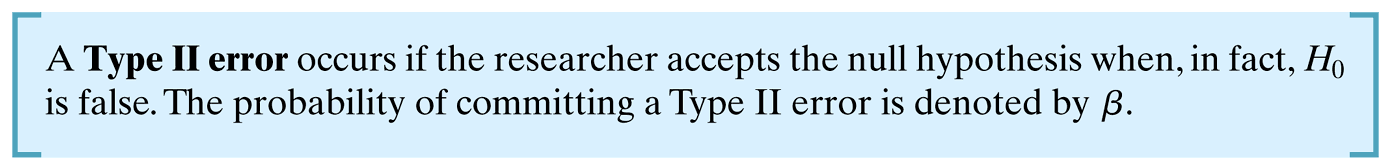 A Type II error occurs if the researcher accepts the null hypothesis when, in fact, H₀
is false. The probability of committing a Type II error is denoted by β.